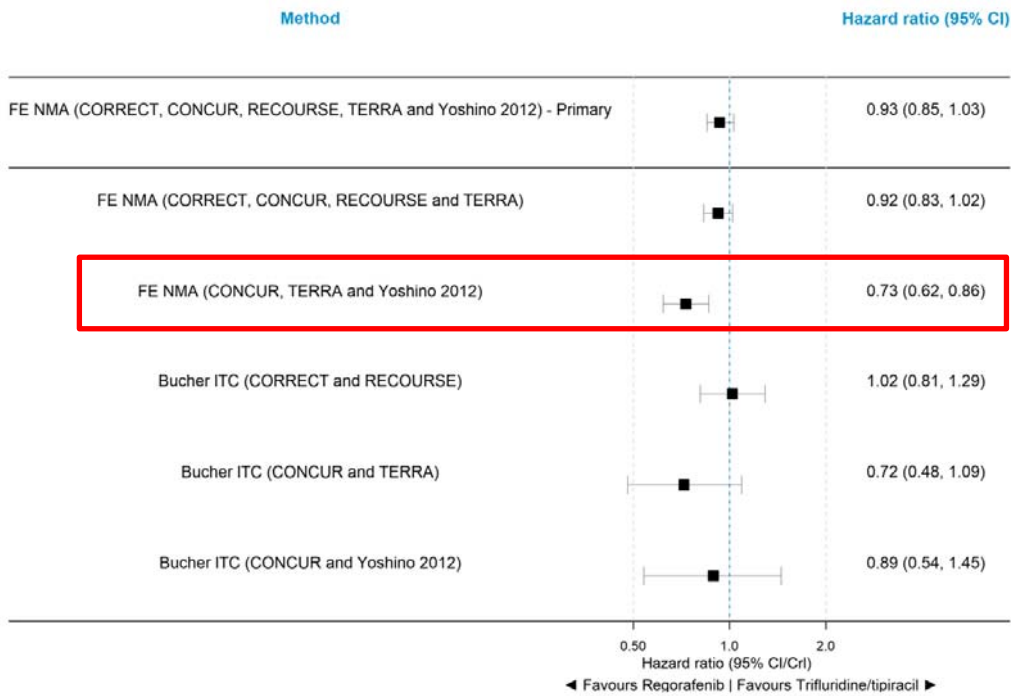 Method Hazard ratio (95% CI)
FE NMA (CORRECT, CONCUR, RECOURSE, TERRA and Yoshino 2012) - Primary 0.93 (0.85, 1.03)
FE NMA (CORRECT, CONCUR, RECOURSE and TERRA) 0.92 (0.83, 1.02)
FE NMA (CONCUR, TERRA and Yoshino 2012) 0.73 (0.62, 0.86)
Bucher ITC (CORRECT and RECOURSE) 1.02 (0.81, 1.29)
Bucher ITC (CONCUR and TERRA) 0.72 (0.48, 1.09)
Bucher ITC (CONCUR and Yoshino 2012) 0.89 (0.54, 1.45)
0.50 1.0 2.0
Hazard ratio (95% CI/CrI)
◄ Favours Regorafenib | Favours Trifluridine/tipiracil ►